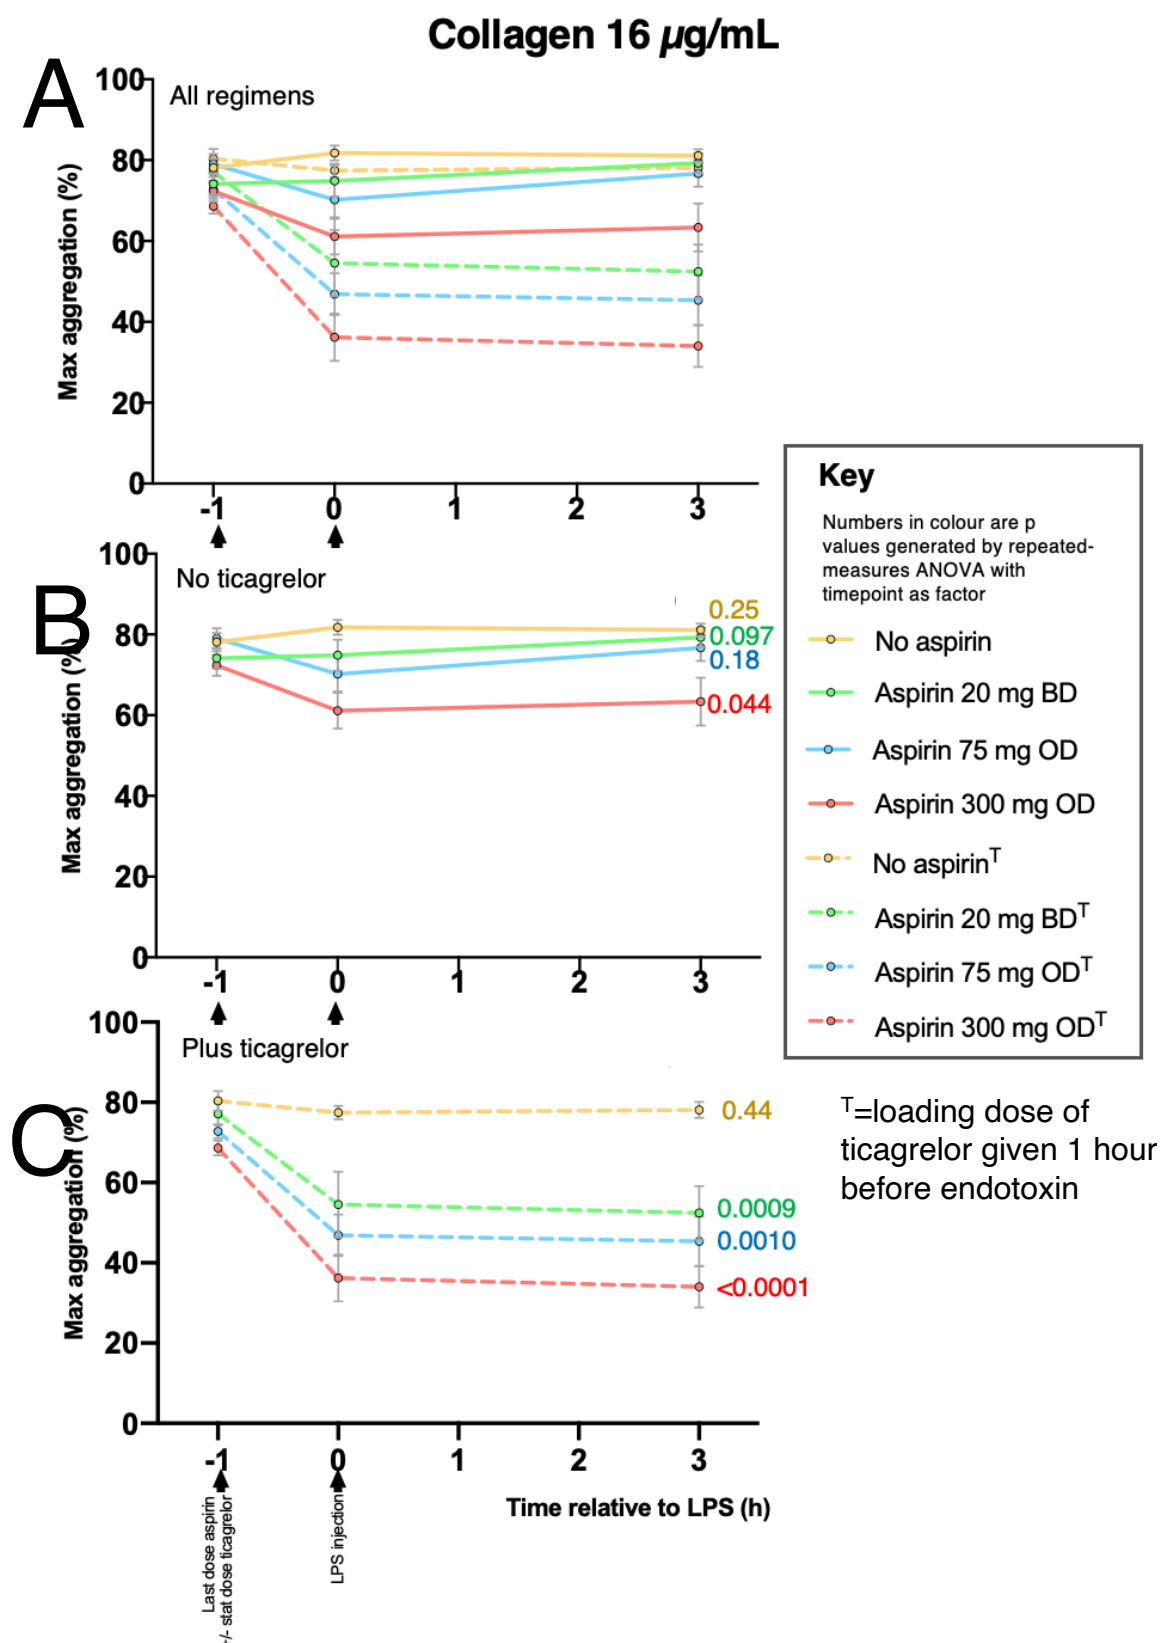 Collagen 16 µg/mL
A
All regimens
Max aggregation (%)
100
80
60
40
20
0
-1 0 1 2 3
B
No ticagrelor
Max aggregation (%)
100
80
60
40
20
0
0.25
0.097
0.18
0.044
-1 0 1 2 3
C
Plus ticagrelor
Max aggregation (%)
100
80
60
40
20
0
0.44
0.0009
0.0010
<0.0001
-1 0 1 2 3
Time relative to LPS (h)
Last dose aspirin
+/- stat dose ticagrelor
LPS injection
Key
Numbers in colour are p
values generated by repeated-
measures ANOVA with
timepoint as factor
No aspirin
Aspirin 20 mg BD
Aspirin 75 mg OD
Aspirin 300 mg OD
No aspirinᵀ
Aspirin 20 mg BDᵀ
Aspirin 75 mg ODᵀ
Aspirin 300 mg ODᵀ
ᵀ=loading dose of
ticagrelor given 1 hour
before endotoxin